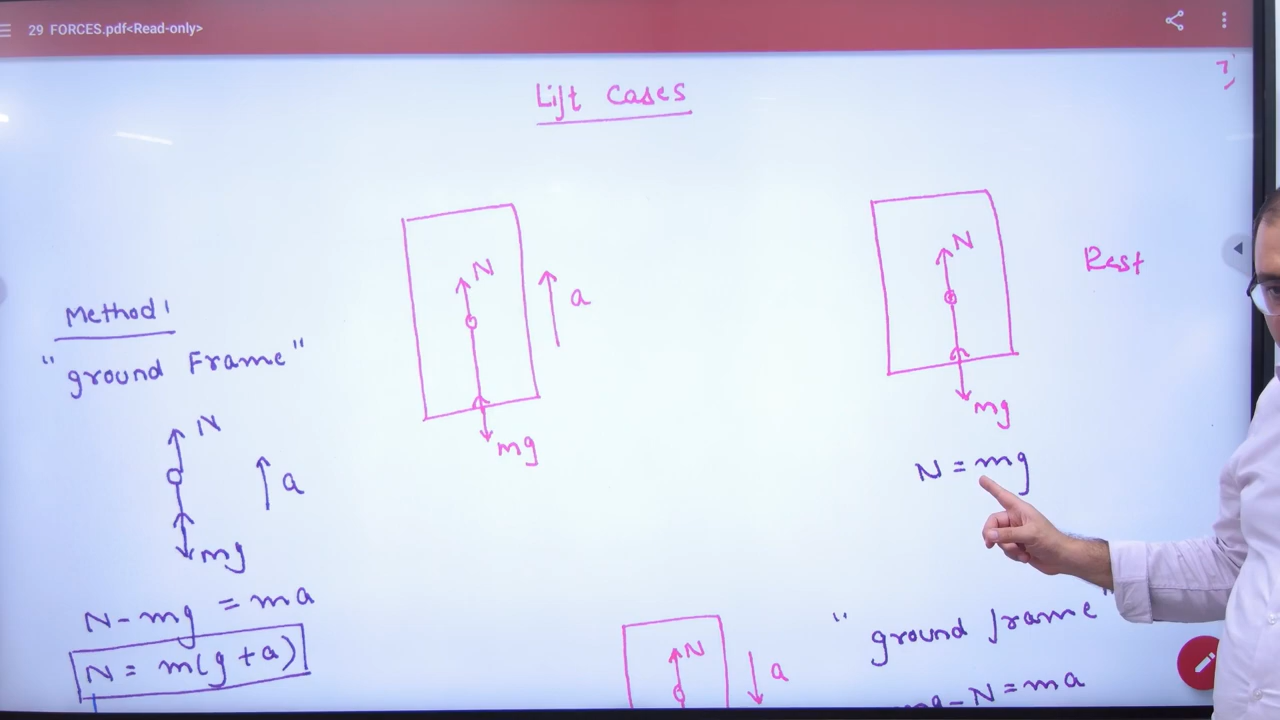 29 FORCES.pdf<Read-only>
Lift Cases
N
a
mg
Method 1
"ground Frame"
N
a
mg
N - mg = ma
N = m(g + a)
N
Rest
mg
N = mg
N
a
"ground frame"
mg - N = ma